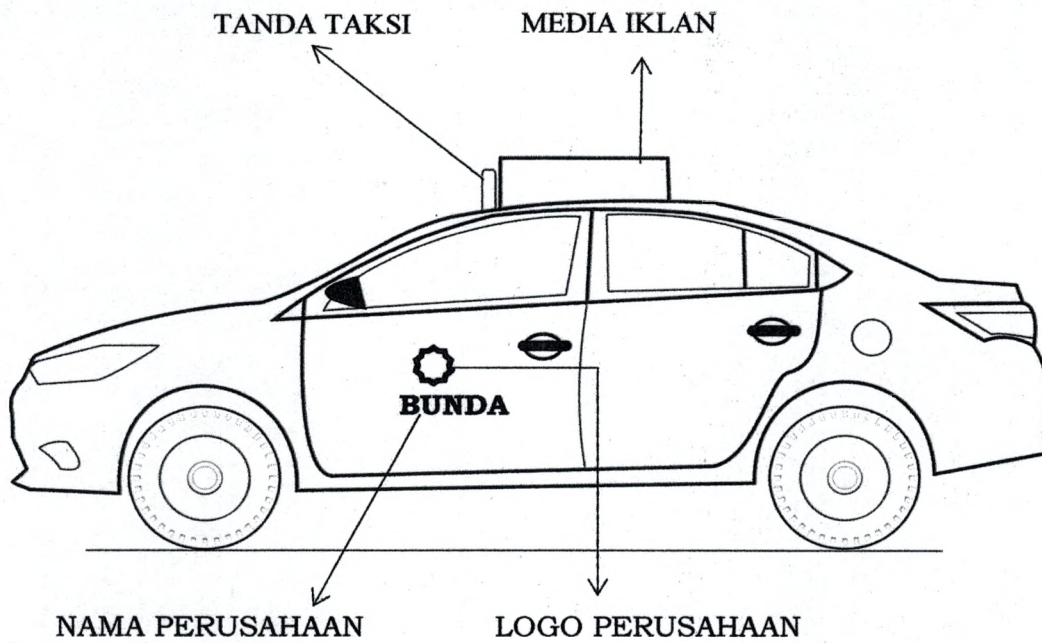 TANDA TAKSI
MEDIA IKLAN
BUNDA
NAMA PERUSAHAAN
LOGO PERUSAHAAN